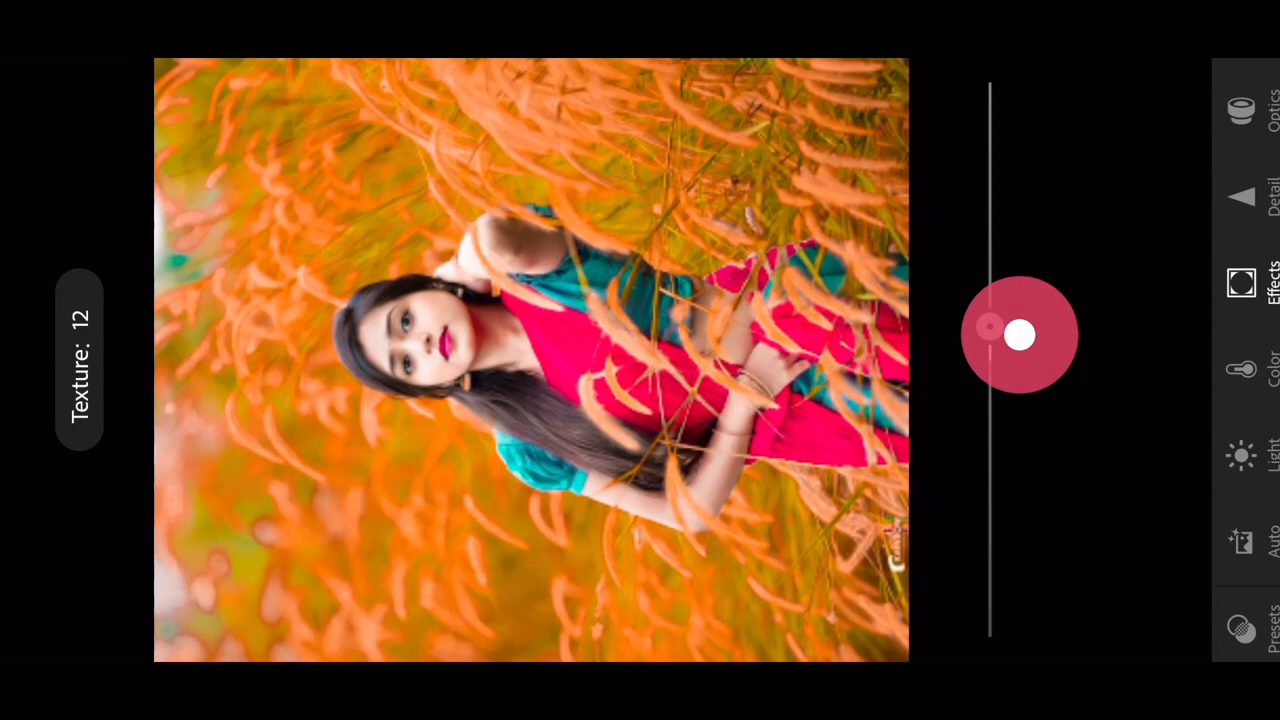 Texture: 12
Presets
Auto
Light
Color
Effects
Detail
Optics